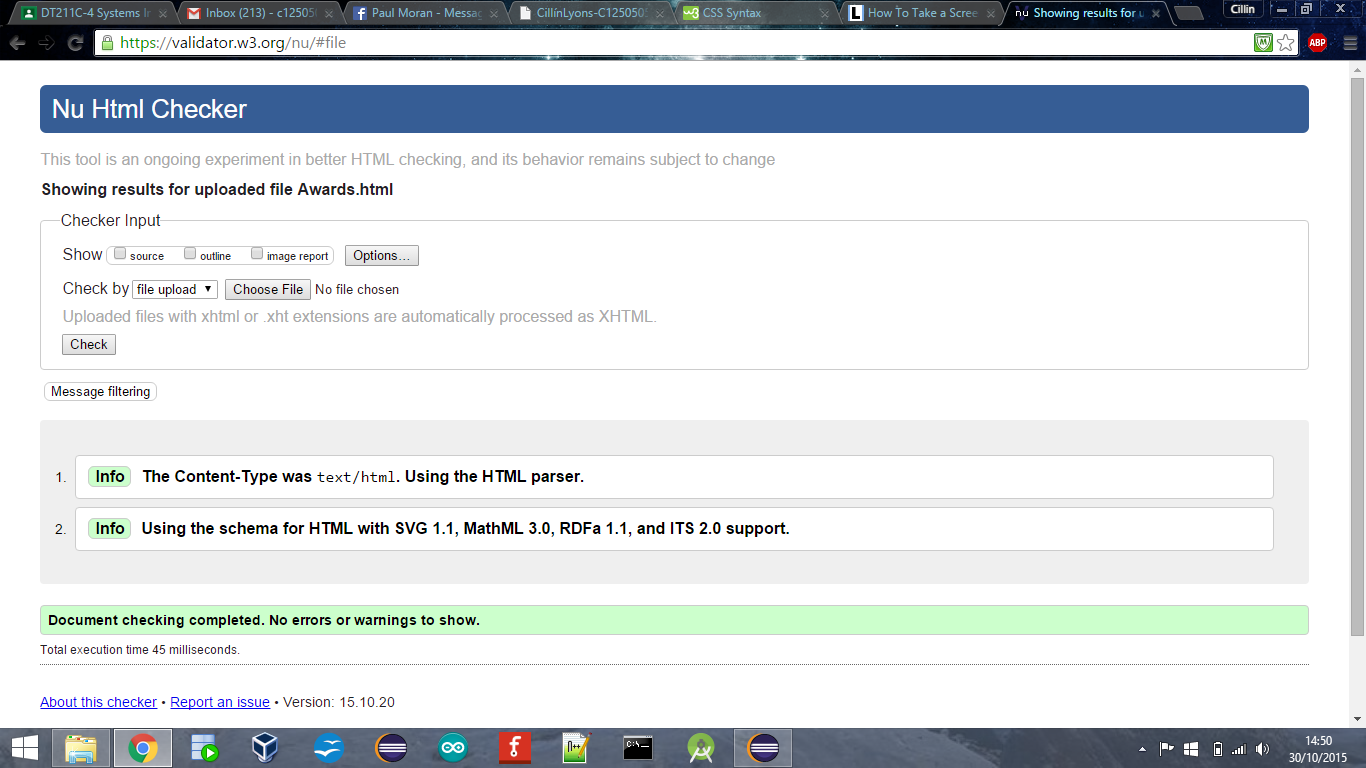 DT211C-4 Systems In
Inbox (213) - c12505
Paul Moran - Messag
CillínLyons-C125050
CSS Syntax
How To Take a Scree
nu Showing results for u
Cillin
https://validator.w3.org/nu/#file
ABP
Nu Html Checker
This tool is an ongoing experiment in better HTML checking, and its behavior remains subject to change
Showing results for uploaded file Awards.html
Checker Input
Show source outline image report Options...
Check by file upload Choose File No file chosen
Uploaded files with xhtml or .xht extensions are automatically processed as XHTML.
Check
Message filtering
1. Info The Content-Type was text/html. Using the HTML parser.
2. Info Using the schema for HTML with SVG 1.1, MathML 3.0, RDFa 1.1, and ITS 2.0 support.
Document checking completed. No errors or warnings to show.
Total execution time 45 milliseconds.
About this checker • Report an issue • Version: 15.10.20
14:50
30/10/2015